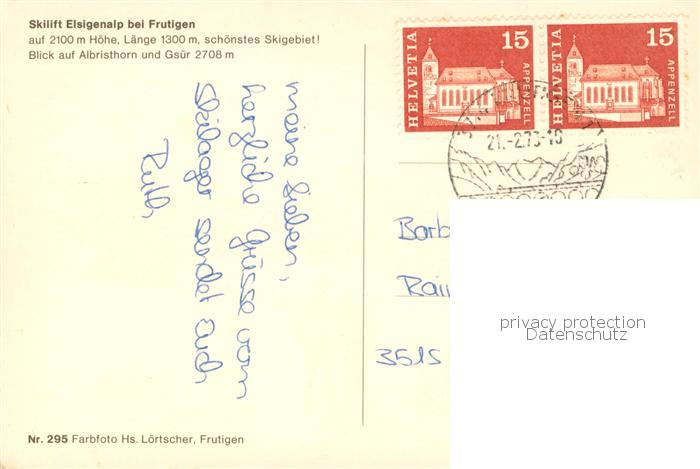 Skilift Elsigenalp bei Frutigen
auf 2100 m Höhe, Länge 1300 m, schönstes Skigebiet!
Blick auf Albristhorn und Gsür 2708 m
meine Lieben,
herzliche Grüsse vom
Skilager sendet Euch,
Ruth
Nr. 295 Farbfoto Hs. Lörtscher, Frutigen
HELVETIA 15 APPENZELL
HELVETIA 15 APPENZELL
21.-2.73-18
Barb
Rai
3515
privacy protection
Datenschutz